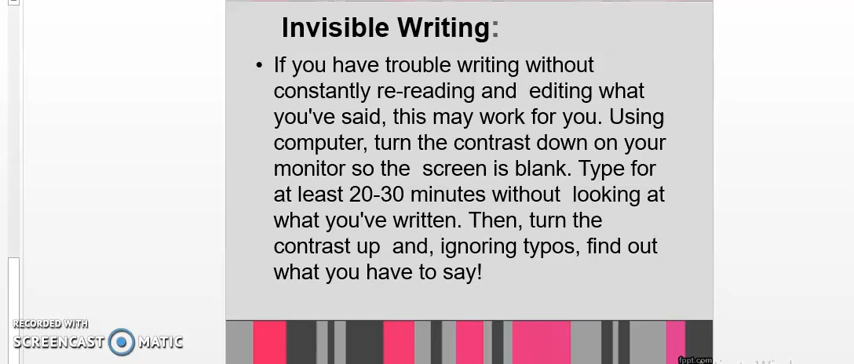 Invisible Writing:
• If you have trouble writing without
constantly re-reading and editing what
you've said, this may work for you. Using
computer, turn the contrast down on your
monitor so the screen is blank. Type for
at least 20-30 minutes without looking at
what you've written. Then, turn the
contrast up and, ignoring typos, find out
what you have to say!
RECORDED WITH
SCREENCAST MATIC
fppt.com